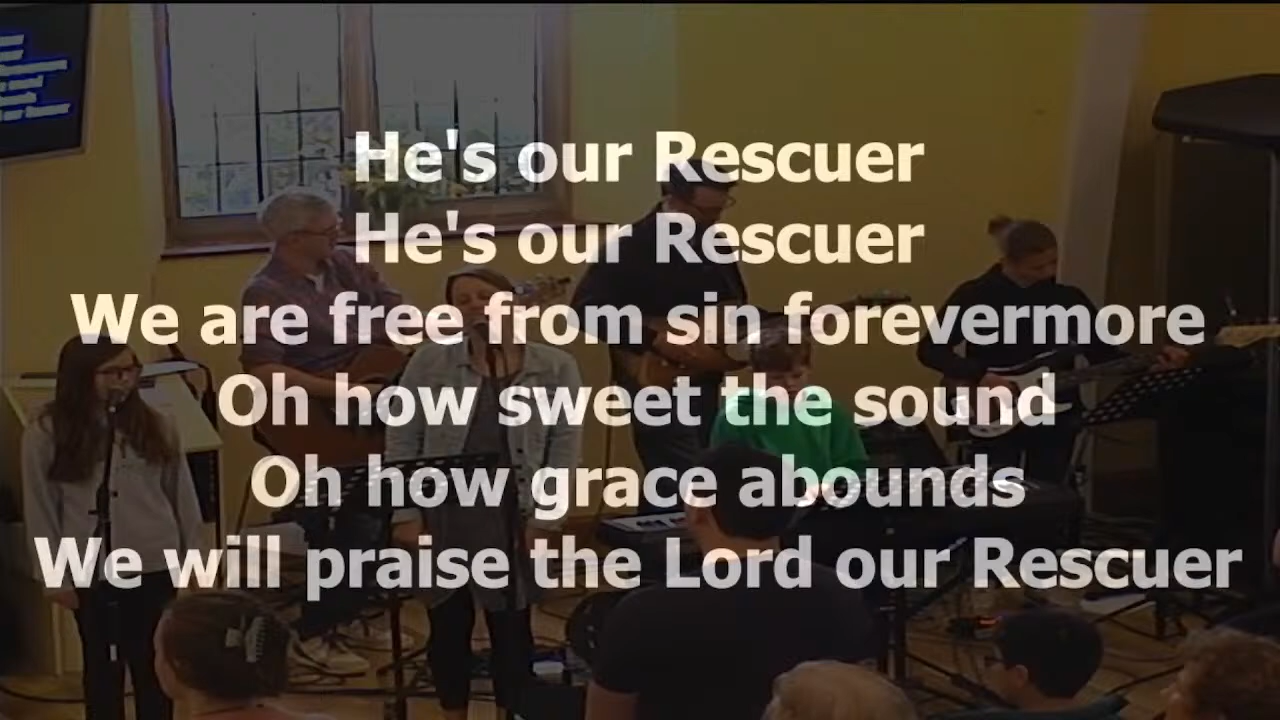 He's our Rescuer
He's our Rescuer
We are free from sin forevermore
Oh how sweet the sound
Oh how grace abounds
We will praise the Lord our Rescuer